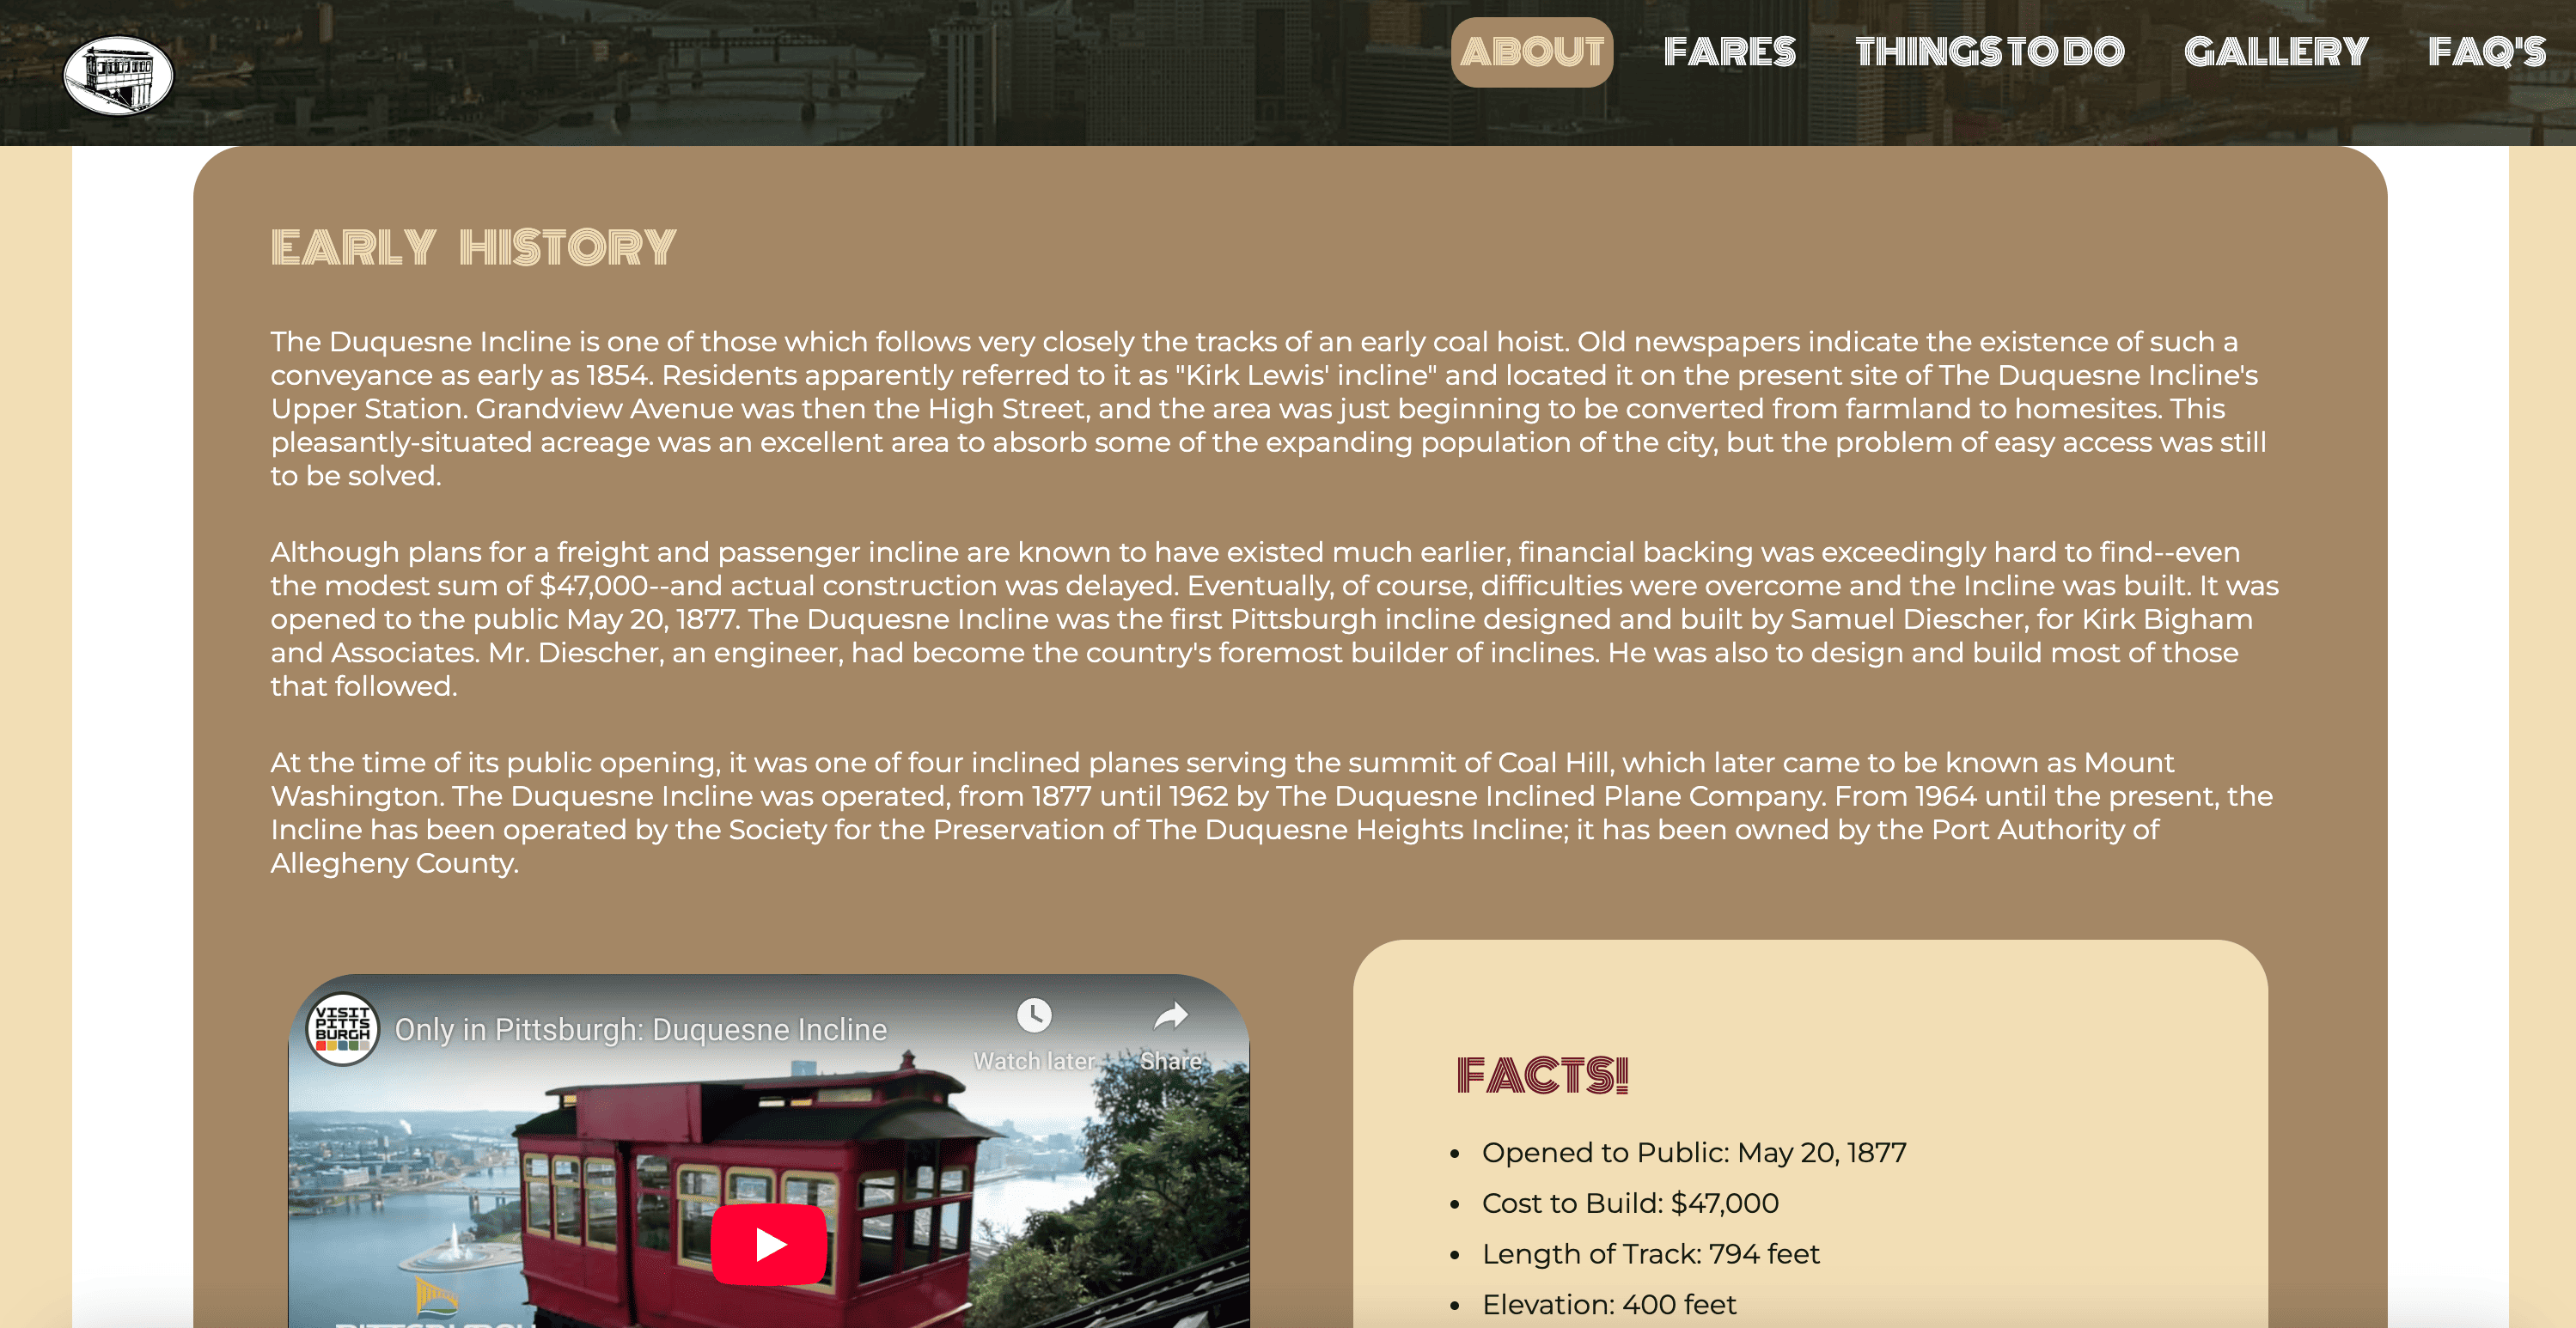 ABOUT
FARES
THINGS TO DO
GALLERY
FAQ'S
EARLY HISTORY
The Duquesne Incline is one of those which follows very closely the tracks of an early coal hoist. Old newspapers indicate the existence of such a
conveyance as early as 1854. Residents apparently referred to it as "Kirk Lewis' incline" and located it on the present site of The Duquesne Incline's
Upper Station. Grandview Avenue was then the High Street, and the area was just beginning to be converted from farmland to homesites. This
pleasantly-situated acreage was an excellent area to absorb some of the expanding population of the city, but the problem of easy access was still
to be solved.
Although plans for a freight and passenger incline are known to have existed much earlier, financial backing was exceedingly hard to find--even
the modest sum of $47,000--and actual construction was delayed. Eventually, of course, difficulties were overcome and the Incline was built. It was
opened to the public May 20, 1877. The Duquesne Incline was the first Pittsburgh incline designed and built by Samuel Diescher, for Kirk Bigham
and Associates. Mr. Diescher, an engineer, had become the country's foremost builder of inclines. He was also to design and build most of those
that followed.
At the time of its public opening, it was one of four inclined planes serving the summit of Coal Hill, which later came to be known as Mount
Washington. The Duquesne Incline was operated, from 1877 until 1962 by The Duquesne Inclined Plane Company. From 1964 until the present, the
Incline has been operated by the Society for the Preservation of The Duquesne Heights Incline; it has been owned by the Port Authority of
Allegheny County.
VISIT
PITTS
BURGH
Only in Pittsburgh: Duquesne Incline
Watch later
Share
PITTSBURGH
FACTS!
• Opened to Public: May 20, 1877
• Cost to Build: $47,000
• Length of Track: 794 feet
• Elevation: 400 feet